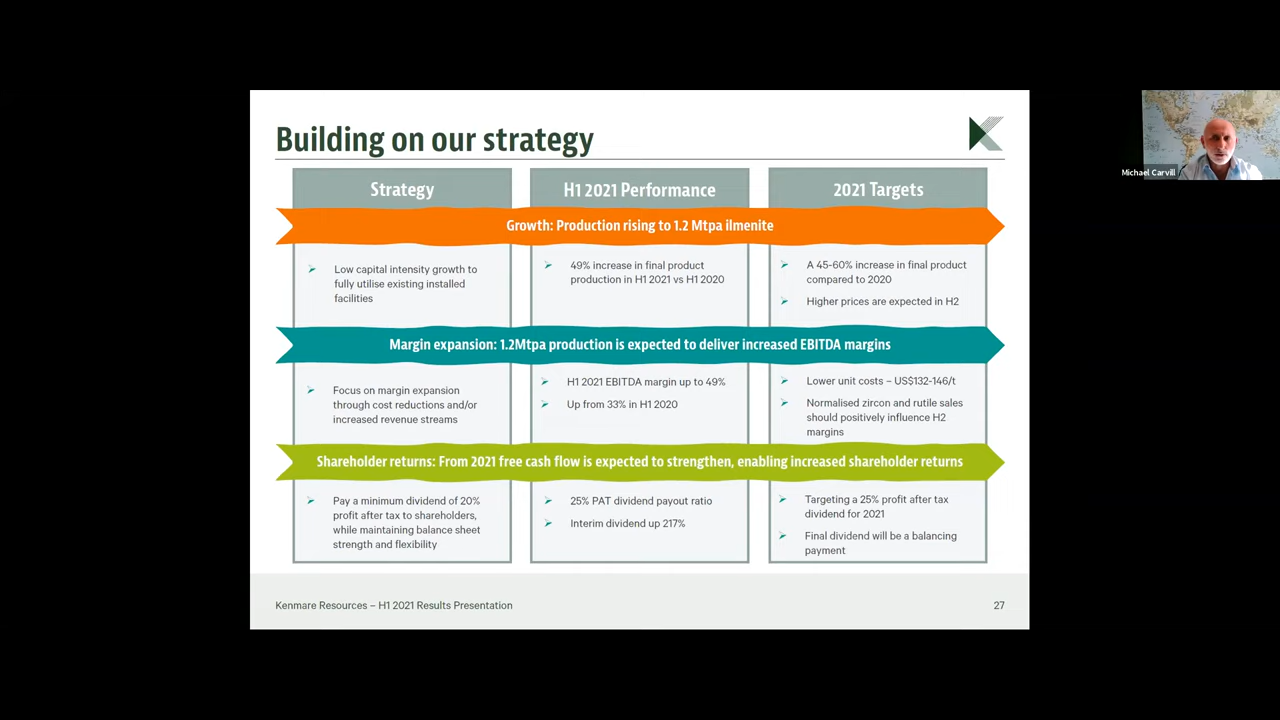 Building on our strategy
Strategy
H1 2021 Performance
2021 Targets
Growth: Production rising to 1.2 Mtpa ilmenite
Low capital intensity growth to
fully utilise existing installed
facilities
49% increase in final product
production in H1 2021 vs H1 2020
A 45-60% increase in final product
compared to 2020
Higher prices are expected in H2
Margin expansion: 1.2Mtpa production is expected to deliver increased EBITDA margins
Focus on margin expansion
through cost reductions and/or
increased revenue streams
H1 2021 EBITDA margin up to 49%
Up from 33% in H1 2020
Lower unit costs – US$132-146/t
Normalised zircon and rutile sales
should positively influence H2
margins
Shareholder returns: From 2021 free cash flow is expected to strengthen, enabling increased shareholder returns
Pay a minimum dividend of 20%
profit after tax to shareholders,
while maintaining balance sheet
strength and flexibility
25% PAT dividend payout ratio
Interim dividend up 217%
Targeting a 25% profit after tax
dividend for 2021
Final dividend will be a balancing
payment
Kenmare Resources – H1 2021 Results Presentation
27
Michael Carvill